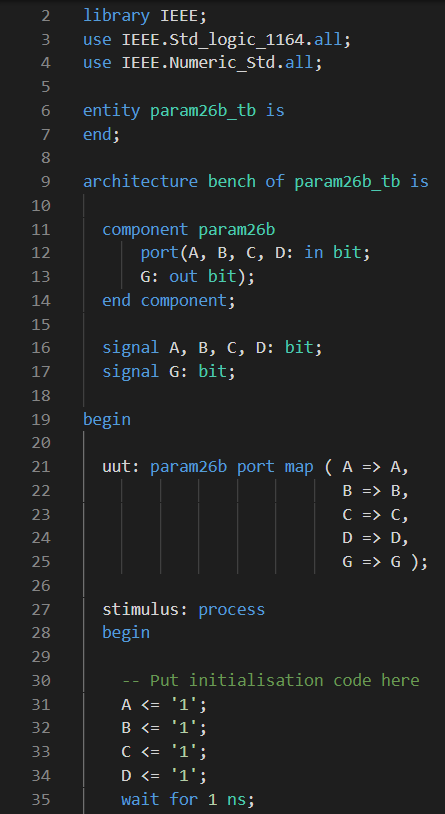 2 library IEEE;
3 use IEEE.Std_logic_1164.all;
4 use IEEE.Numeric_Std.all;
5
6 entity param26b_tb is
7 end;
8
9 architecture bench of param26b_tb is
10
11 component param26b
12 port(A, B, C, D: in bit;
13 G: out bit);
14 end component;
15
16 signal A, B, C, D: bit;
17 signal G: bit;
18
19 begin
20
21 uut: param26b port map ( A => A,
22 B => B,
23 C => C,
24 D => D,
25 G => G );
26
27 stimulus: process
28 begin
29
30 -- Put initialisation code here
31 A <= '1';
32 B <= '1';
33 C <= '1';
34 D <= '1';
35 wait for 1 ns;